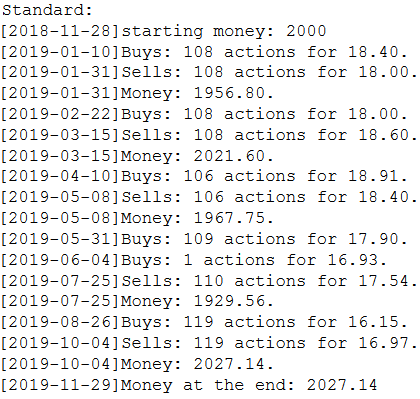 Standard:
[2018-11-28]starting money: 2000
[2019-01-10]Buys: 108 actions for 18.40.
[2019-01-31]Sells: 108 actions for 18.00.
[2019-01-31]Money: 1956.80.
[2019-02-22]Buys: 108 actions for 18.00.
[2019-03-15]Sells: 108 actions for 18.60.
[2019-03-15]Money: 2021.60.
[2019-04-10]Buys: 106 actions for 18.91.
[2019-05-08]Sells: 106 actions for 18.40.
[2019-05-08]Money: 1967.75.
[2019-05-31]Buys: 109 actions for 17.90.
[2019-06-04]Buys: 1 actions for 16.93.
[2019-07-25]Sells: 110 actions for 17.54.
[2019-07-25]Money: 1929.56.
[2019-08-26]Buys: 119 actions for 16.15.
[2019-10-04]Sells: 119 actions for 16.97.
[2019-10-04]Money: 2027.14.
[2019-11-29]Money at the end: 2027.14